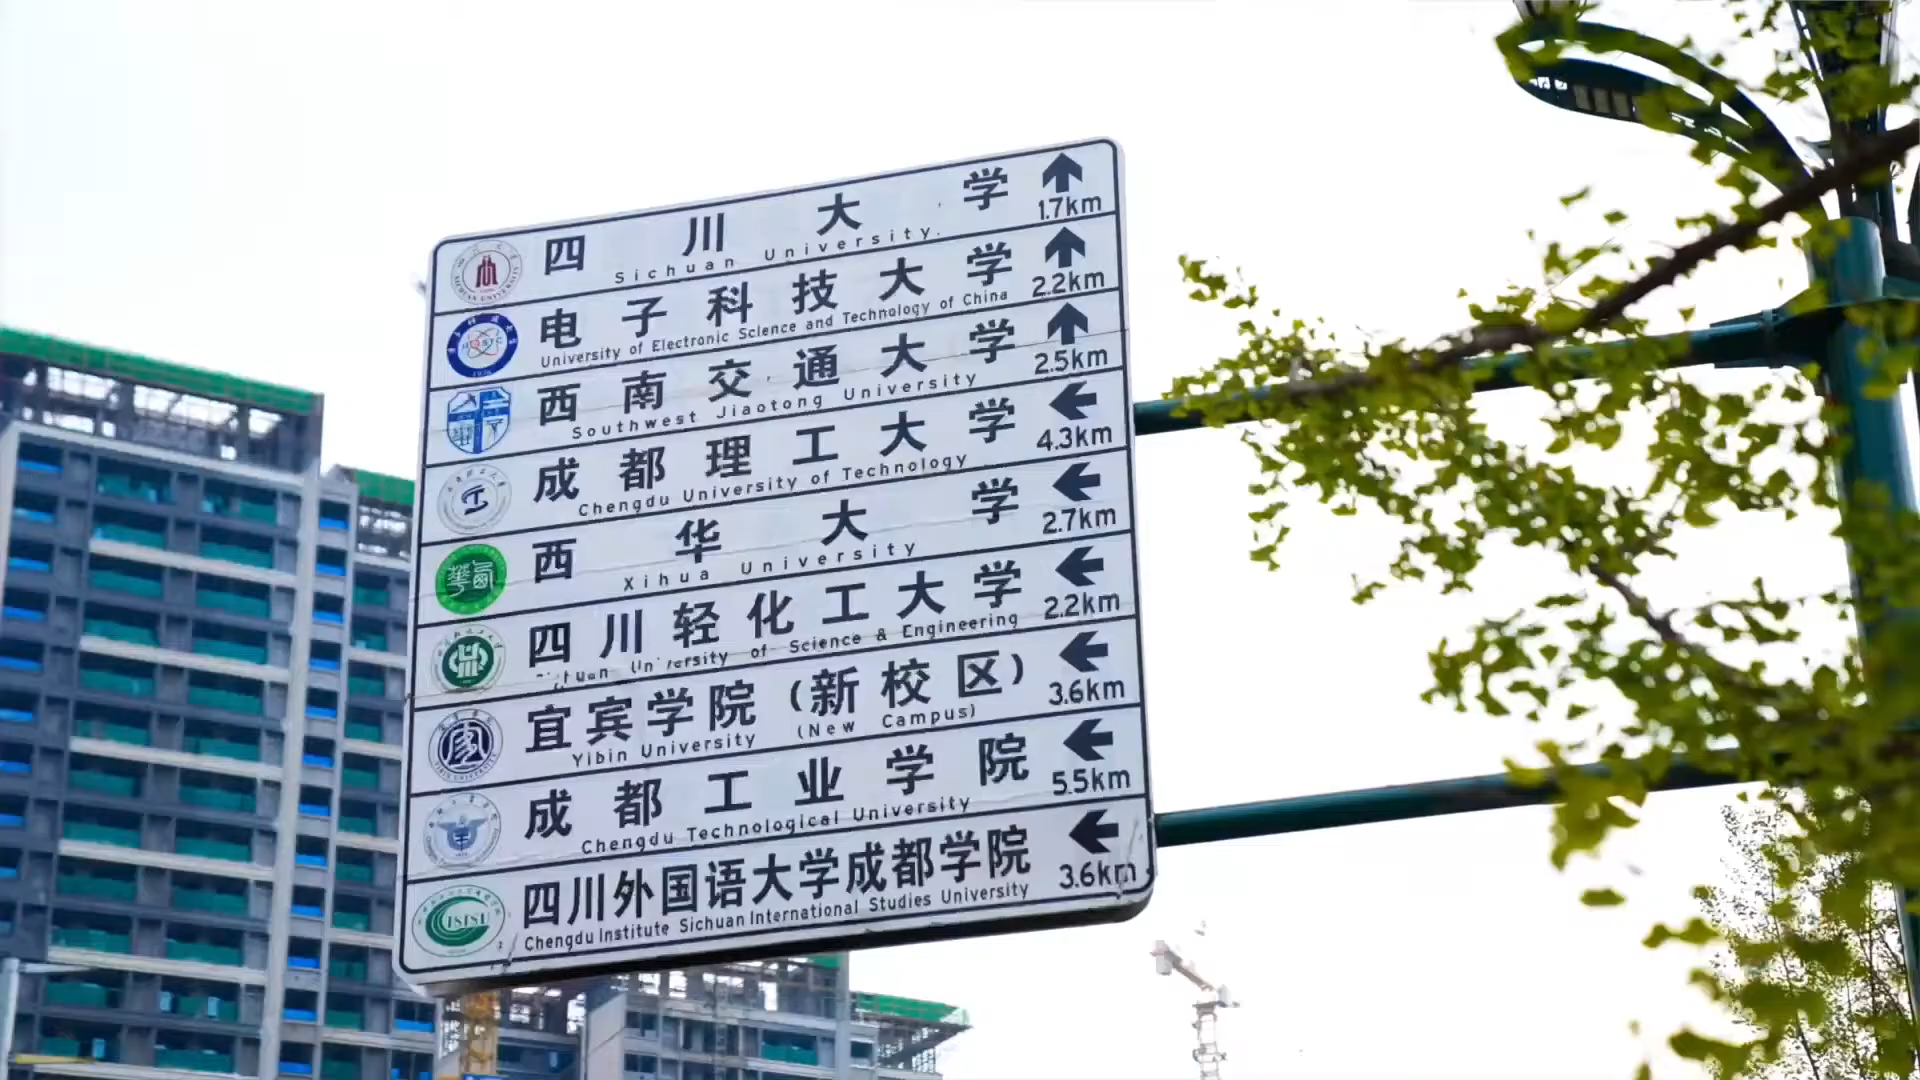 四川大学
Sichuan University
1.7km
电子科技大学
University of Electronic Science and Technology of China
2.2km
西南交通大学
Southwest Jiaotong University
2.5km
成都理工大学
Chengdu University of Technology
4.3km
西华大学
Xihua University
2.7km
四川轻化工大学
University of Science & Engineering
2.2km
宜宾学院（新校区）
Yibin University (New Campus)
3.6km
成都工业学院
Chengdu Technological University
5.5km
四川外国语大学成都学院
Chengdu Institute Sichuan International Studies University
3.6km